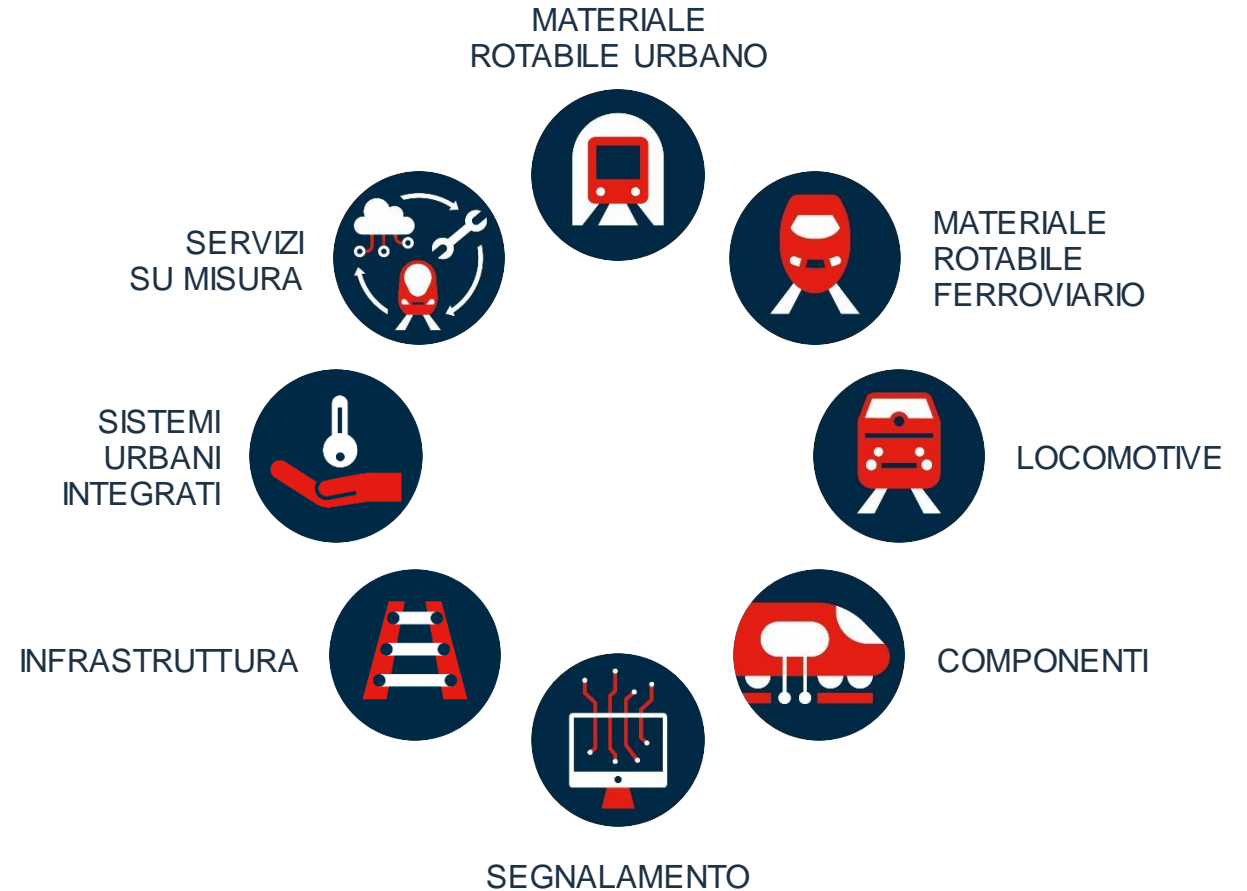 MATERIALE
ROTABILE URBANO
MATERIALE
ROTABILE
FERROVIARIO
LOCOMOTIVE
COMPONENTI
SEGNALAMENTO
INFRASTRUTTURA
SISTEMI
URBANI
INTEGRATI
SERVIZI
SU MISURA